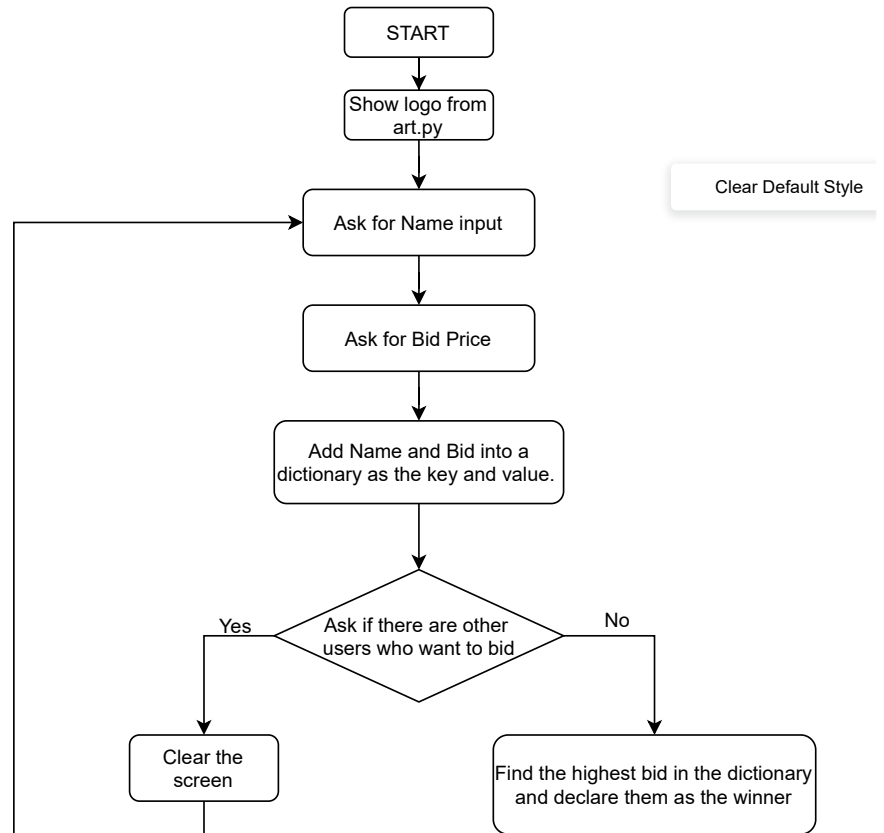 START
Show logo from
art.py
Clear Default Style
Ask for Name input
Ask for Bid Price
Add Name and Bid into a
dictionary as the key and value.
Ask if there are other
users who want to bid
Yes
No
Clear the
screen
Find the highest bid in the dictionary
and declare them as the winner